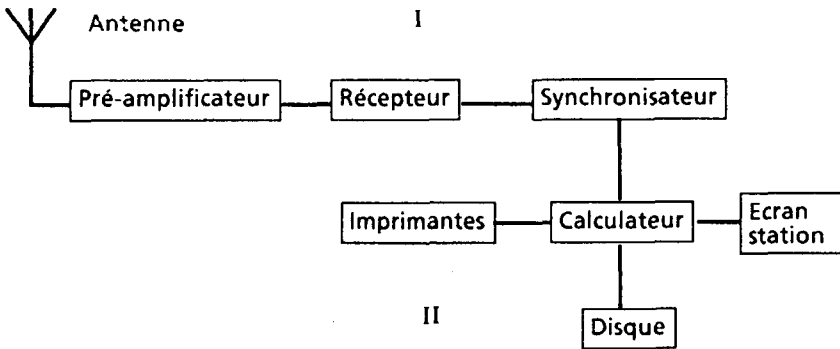 Antenne
I
Pré-amplificateur
Récepteur
Synchronisateur
Imprimantes
Calculateur
Ecran
station
II
Disque